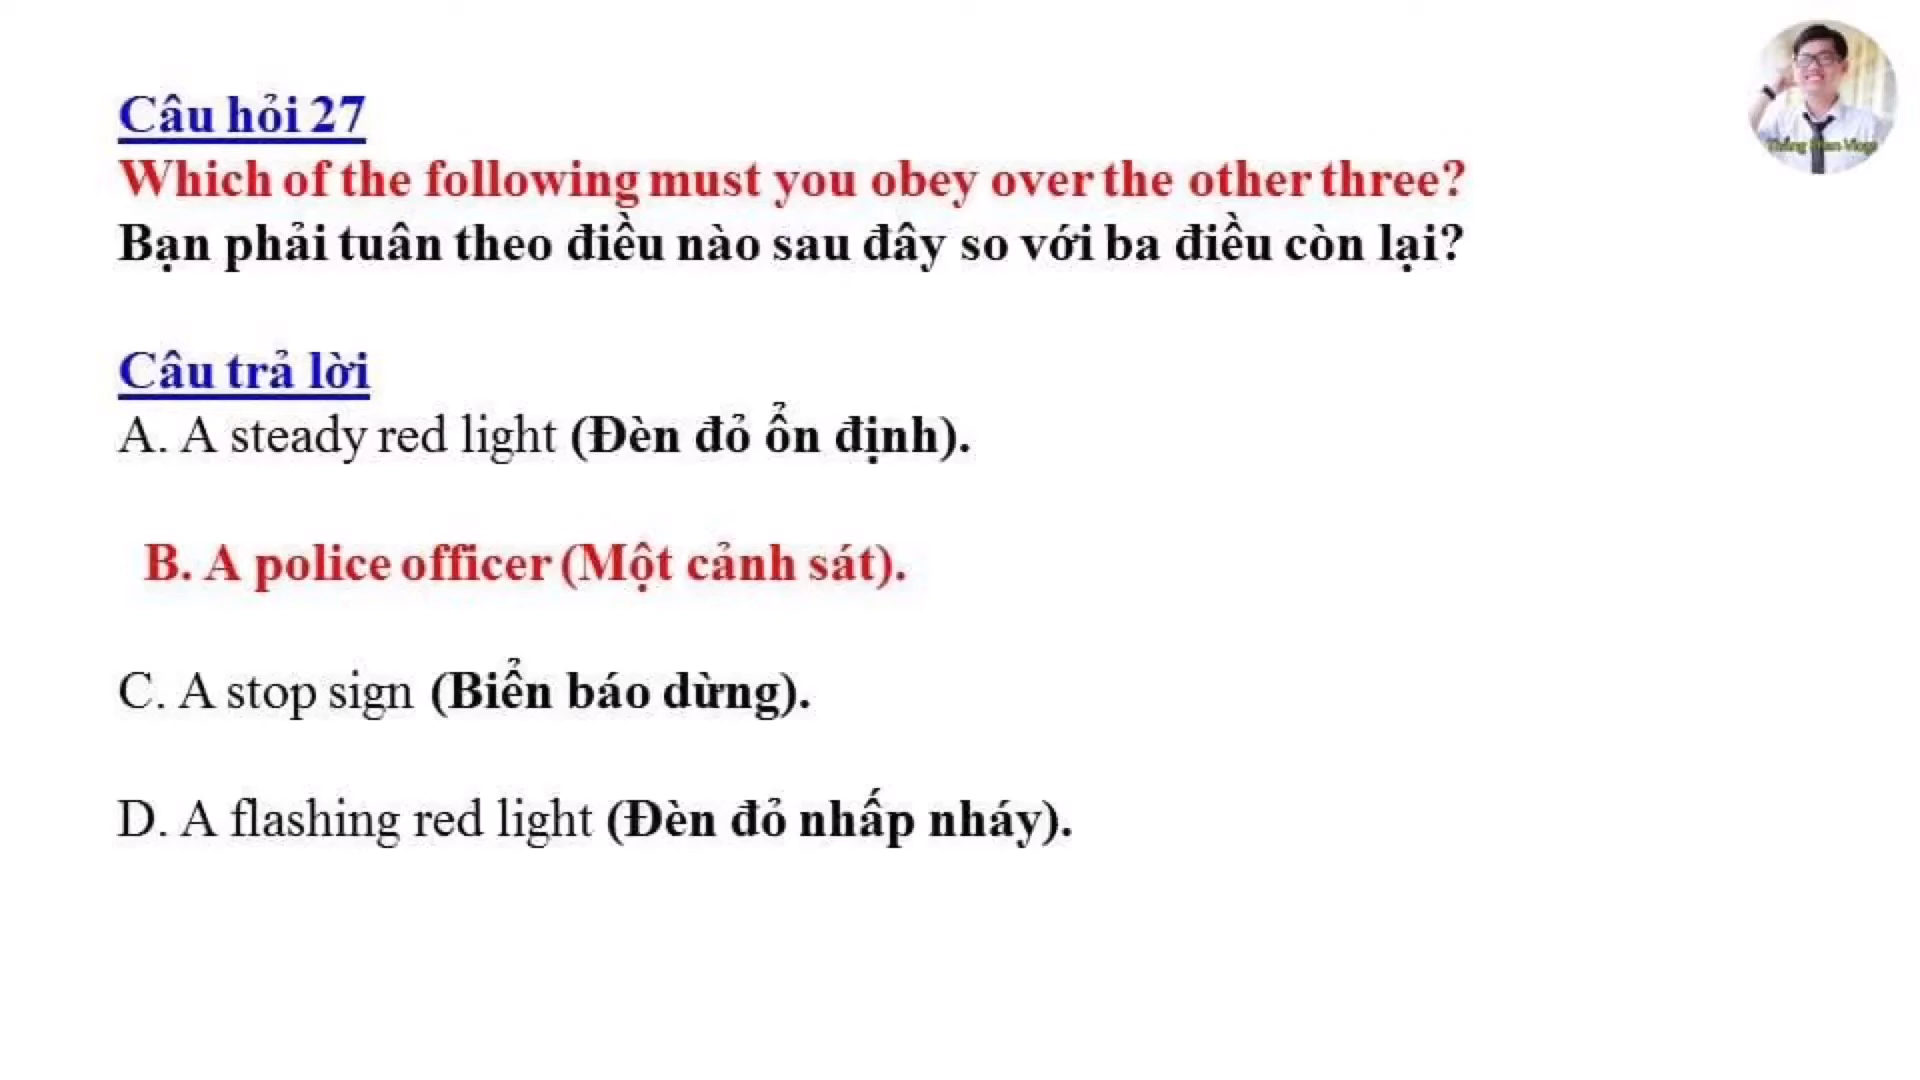 Câu hỏi 27
Which of the following must you obey over the other three?
Bạn phải tuân theo điều nào sau đây so với ba điều còn lại?
Câu trả lời
A. A steady red light (Đèn đỏ ổn định).
B. A police officer (Một cảnh sát).
C. A stop sign (Biển báo dừng).
D. A flashing red light (Đèn đỏ nhấp nháy).